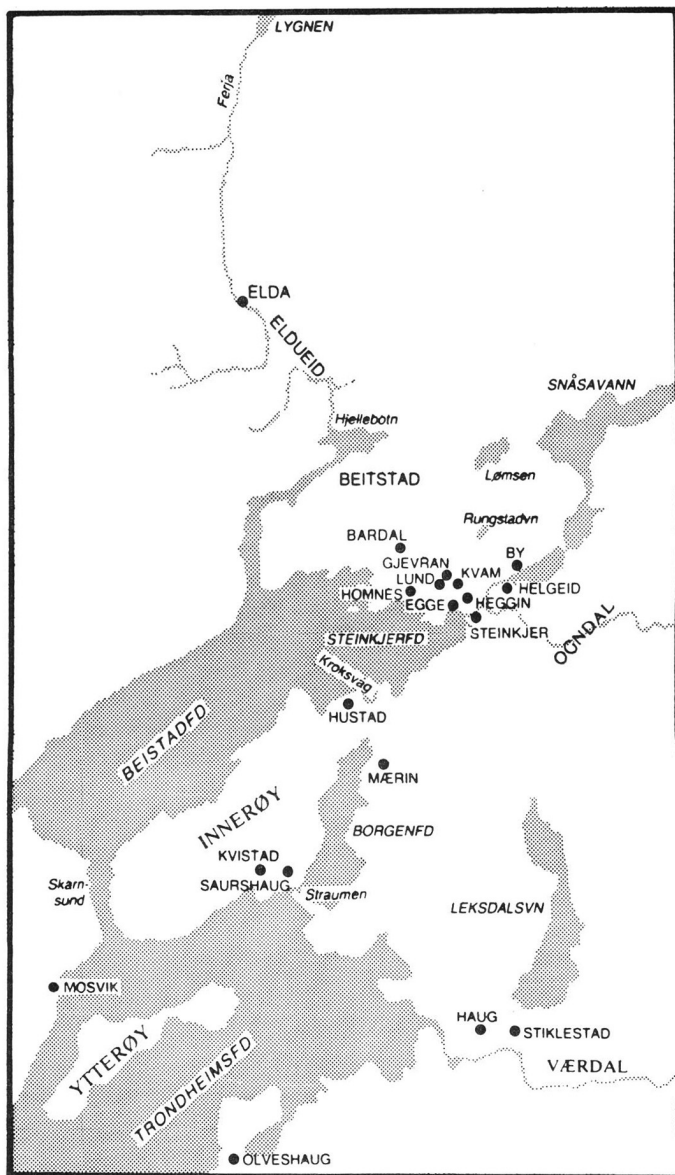 LYGNEN
Ferja
ELDA
ELDUEID
SNÅSAVANN
Hjellebotn
BEITSTAD
Lømsen
Rungstadvn
BARDAL
BY
GJEVRAN
KVAM
LUND
HELGEID
HOMNES
HEGGIN
EGGE
STEINKJER
OGNDAL
STEINKJERFD
Kroksvag
HUSTAD
BEISTADFD
MÆRIN
INNERØY
BORGENFD
KVISTAD
SAURSHAUG
Straumen
Skarn-
sund
LEKSDALSVN
MOSVIK
HAUG
STIKLESTAD
YTTERØY
VÆRDAL
TRONDHEIMSFD
OLVESHAUG